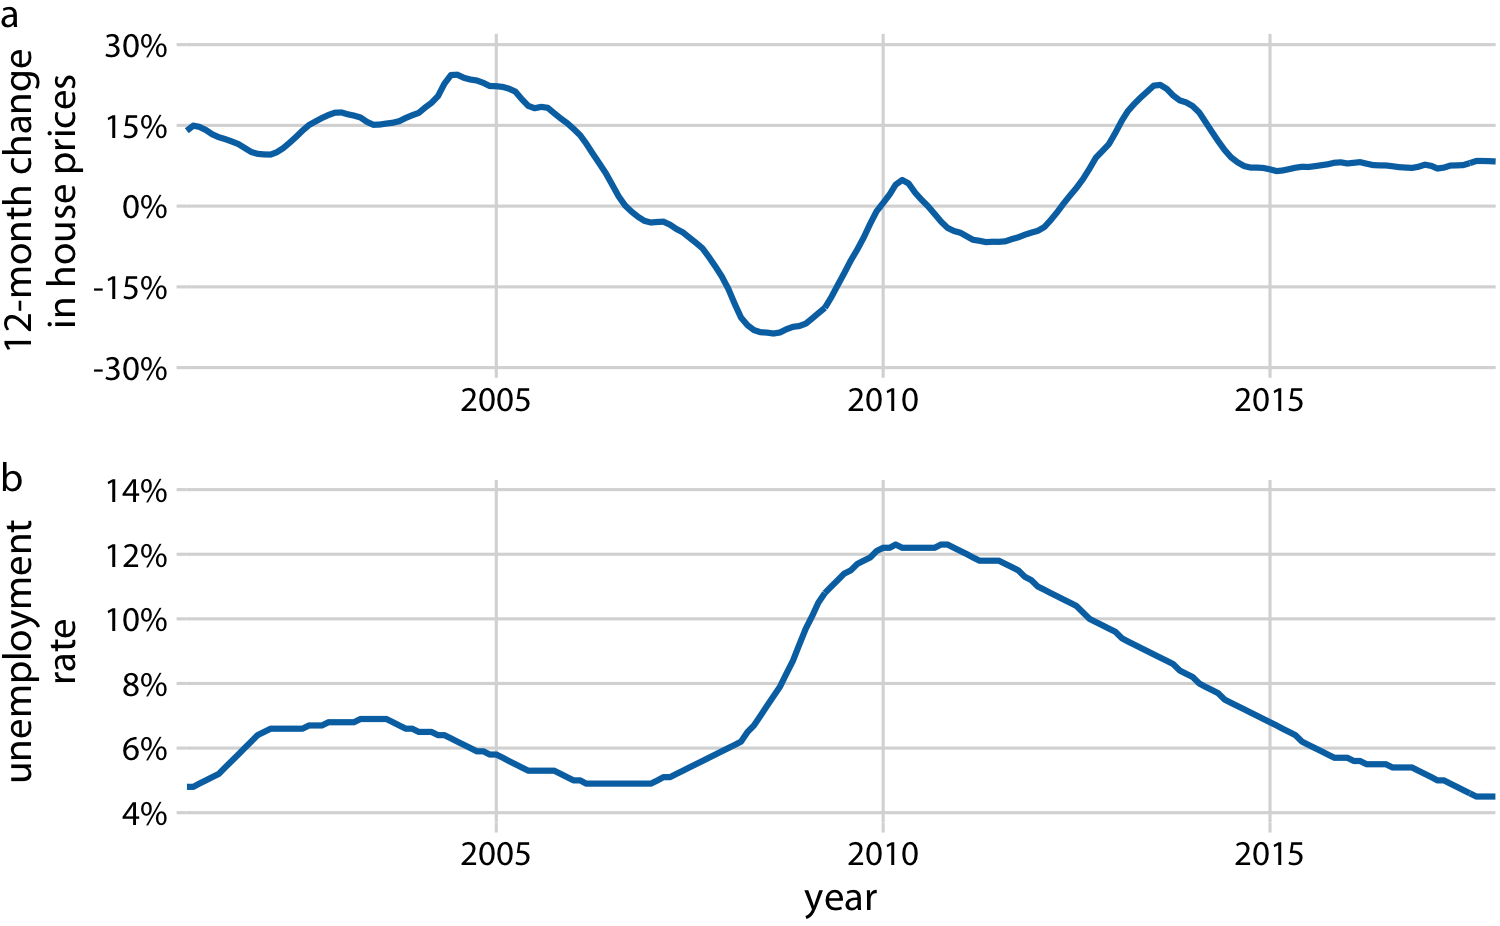 a
12-month change
in house prices
30%
15%
0%
-15%
-30%
2005 2010 2015
b
unemployment
rate
14%
12%
10%
8%
6%
4%
2005 2010 2015
year